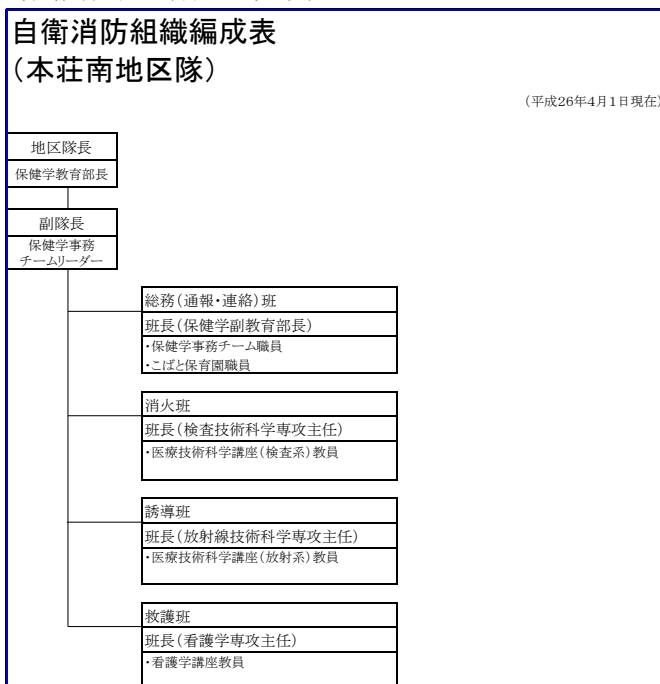 自衛消防組織編成表
（本荘南地区隊）
（平成26年4月1日現在）
地区隊長
保健学教育部長
副隊長
保健学事務
チームリーダー
総務（通報・連絡）班
班長（保健学副教育部長）
・保健学事務チーム職員
・こばと保育園職員
消火班
班長（検査技術科学専攻主任）
・医療技術科学講座（検査系）教員
誘導班
班長（放射線技術科学専攻主任）
・医療技術科学講座（放射系）教員
救護班
班長（看護学専攻主任）
・看護学講座教員